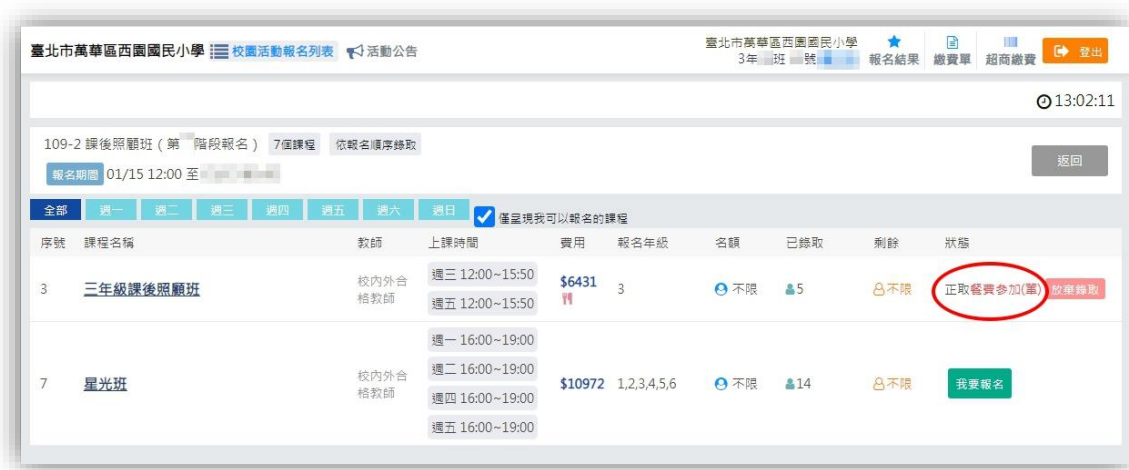 臺北市萬華區西園國民小學 校園活動報名列表 活動公告
臺北市萬華區西園國民小學
3年 班 號
報名結果 繳費單 超商繳費 登出
13:02:11
109-2 課後照顧班(第 階段報名) 7個課程 依報名順序錄取
返回
報名期間 01/15 12:00 至
全部 週一 週二 週三 週四 週五 週六 週日 僅呈現我可以報名的課程
序號 課程名稱 教師 上課時間 費用 報名年級 名額 已錄取 剩餘 狀態
3 三年級課後照顧班 校內外合格教師 週三 12:00~15:50 $6431 3 不限 5 不限 正取餐費參加(葷) 放棄錄取
週五 12:00~15:50
週一 16:00~19:00
7 星光班 校內外合格教師 週二 16:00~19:00 $10972 1,2,3,4,5,6 不限 14 不限 我要報名
週四 16:00~19:00
週五 16:00~19:00